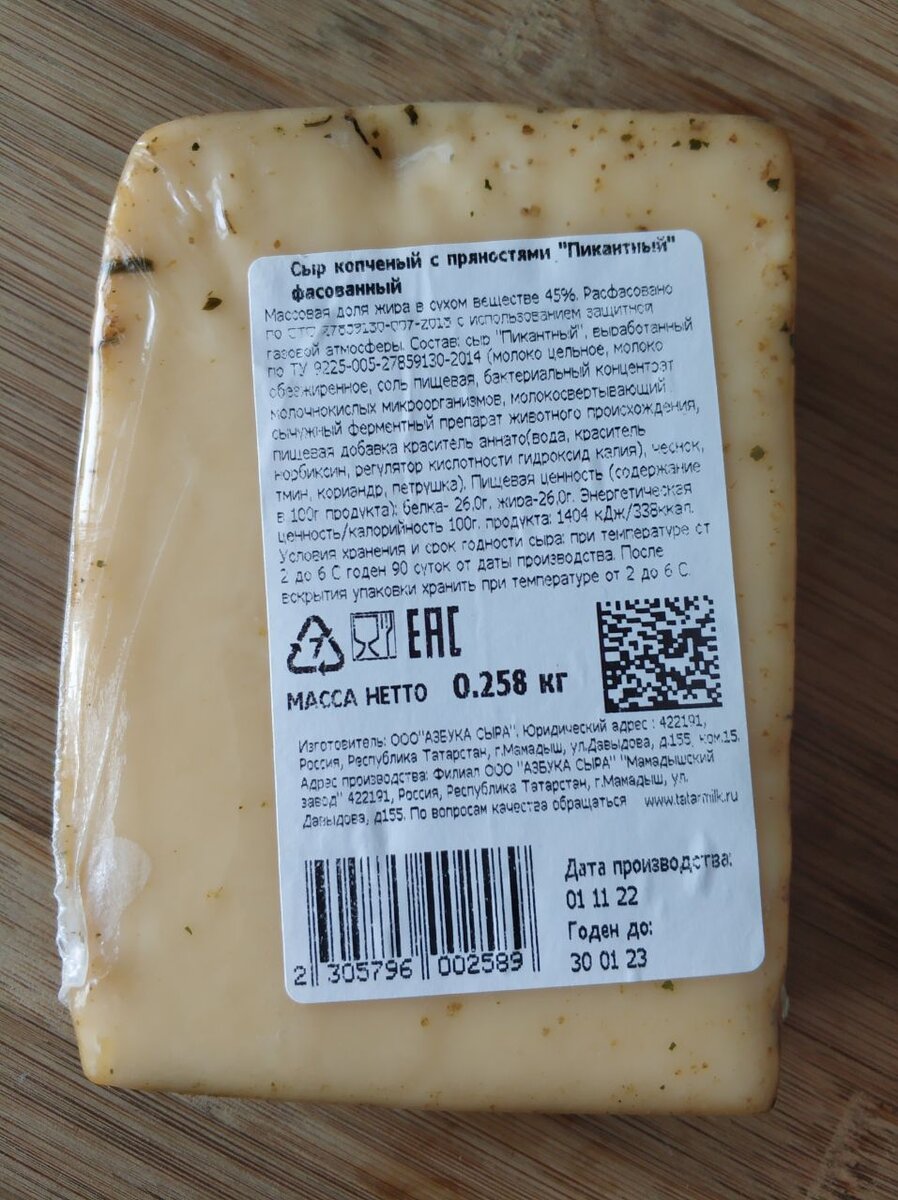 Сыр копченый с пряностями "Пикантный"
фасованный
Массовая доля жира в сухом веществе 45%. Расфасовано
по СТО 27859130-007-2015 с использованием защитной
газовой атмосферы. Состав: сыр "Пикантный", выработанный
по ТУ 9225-005-27859130-2014 (молоко цельное, молоко
обезжиренное, соль пищевая, бактериальный концентрат
молочнокислых микроорганизмов, молокосвертывающий
сычужный ферментный препарат животного происхождения,
пищевая добавка краситель аннато(вода, краситель
норбиксин, регулятор кислотности гидроксид калия), чеснок,
тмин, кориандр, петрушка). Пищевая ценность (содержание
в 100г продукта): белка- 26,0г, жира-26,0г. Энергетическая
ценность/калорийность 100г. продукта: 1404 кДж/338ккал.
Условия хранения и срок годности сыра: при температуре от
2 до 6 С годен 90 суток от даты производства. После
вскрытия упаковки хранить при температуре от 2 до 6 С.
7 EAC
МАССА НЕТТО 0.258 кг
Изготовитель: ООО"АЗБУКА СЫРА". Юридический адрес : 422191,
Россия, Республика Татарстан, г.Мамадыш, ул.Давыдова, д.155, ком.15.
Адрес производства: Филиал ООО "АЗБУКА СЫРА" "Мамадышский
завод" 422191, Россия, Республика Татарстан, г.Мамадыш, ул.
Давыдова, д155. По вопросам качества обращаться www.tatarmilk.ru
Дата производства:
01 11 22
Годен до:
30 01 23
2 305796 002589